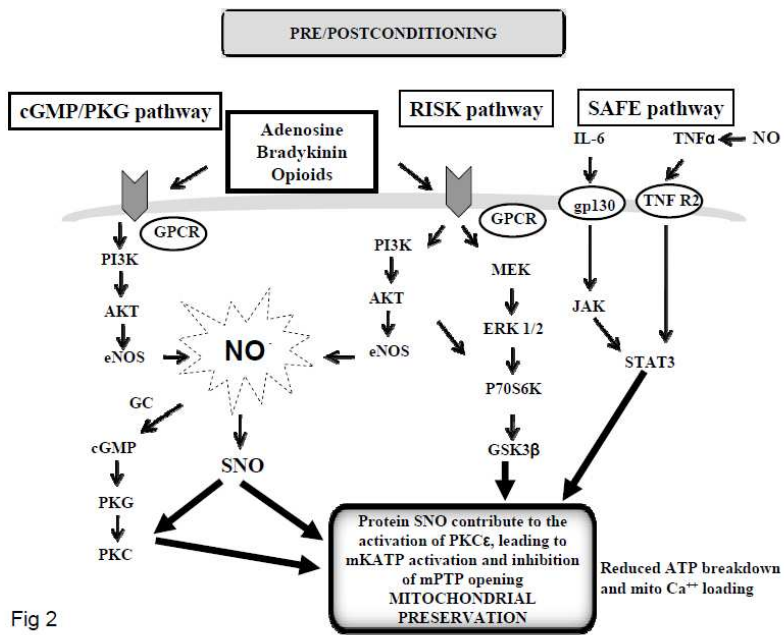 PRE/POSTCONDITIONING
cGMP/PKG pathway
Adenosine
Bradykinin
Opioids
RISK pathway
SAFE pathway
IL-6
TNFα
NO
GPCR
GPCR
gp130
TNF R2
PI3K
AKT
eNOS
NO
PI3K
AKT
eNOS
MEK
ERK 1/2
P70S6K
GSK3β
JAK
STAT3
GC
cGMP
PKG
PKC
SNO
Protein SNO contribute to the
activation of PKCε, leading to
mKATP activation and inhibition
of mPTP opening
MITOCHONDRIAL
PRESERVATION
Reduced ATP breakdown
and mito Ca⁺⁺ loading
Fig 2